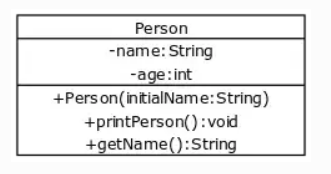 Person
-name:String
-age:int
+Person(initialName:String)
+printPerson():void
+getName():String